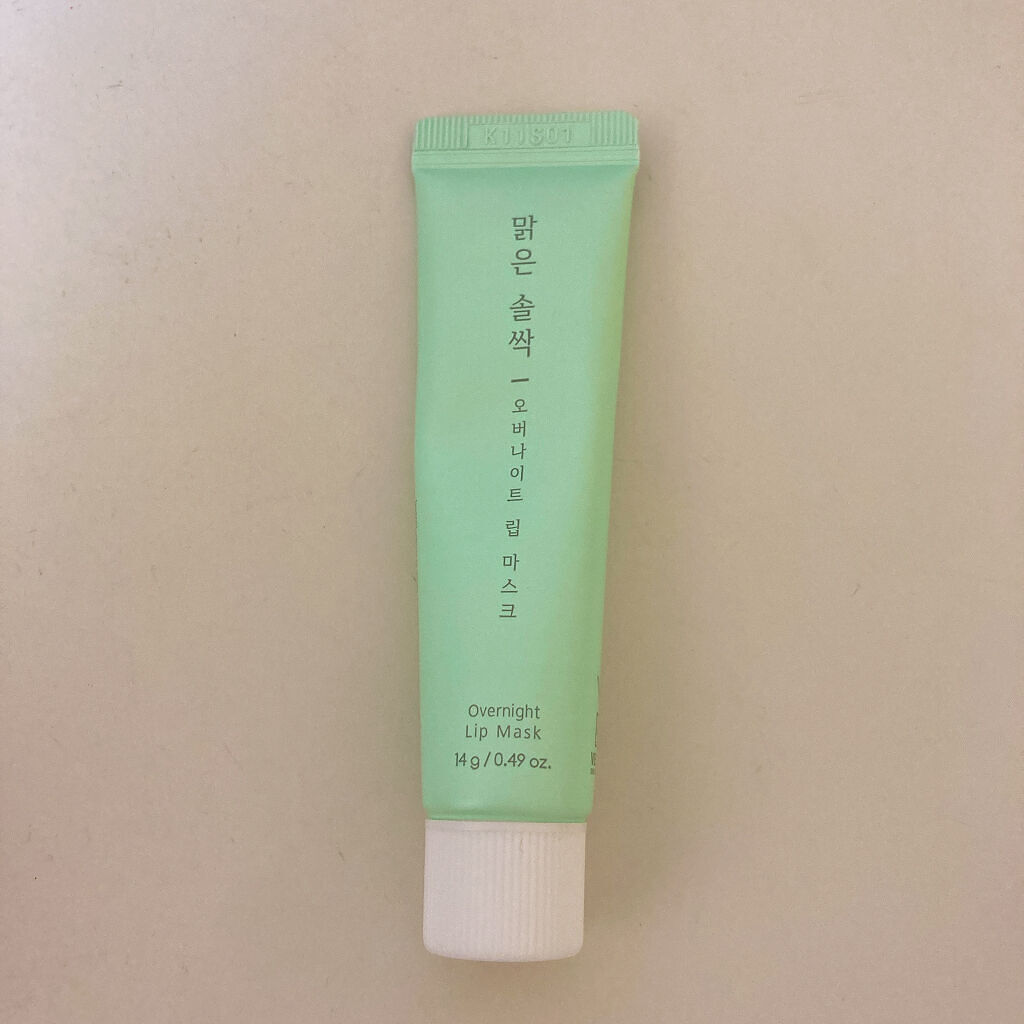 K11S01
맑은 솔싹
오버나이트 립 마스크
Overnight
Lip Mask
14 g / 0.49 oz.